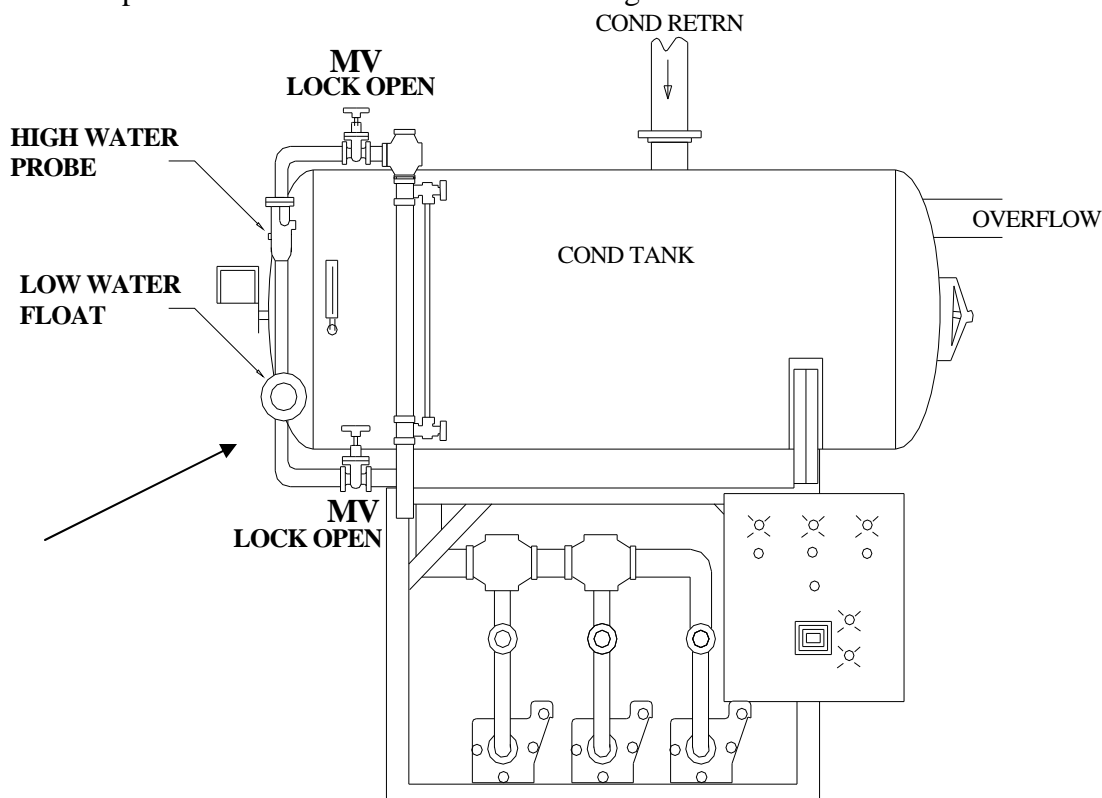 COND RETRN
MV
LOCK OPEN
HIGH WATER
PROBE
OVERFLOW
COND TANK
LOW WATER
FLOAT
MV
LOCK OPEN